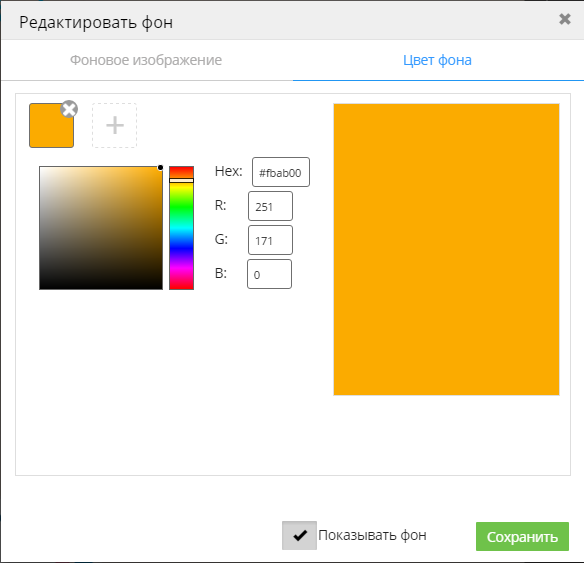 Редактировать фон
Фоновое изображение
Цвет фона
Hex: #fbab00
R: 251
G: 171
B: 0
Показывать фон
Сохранить